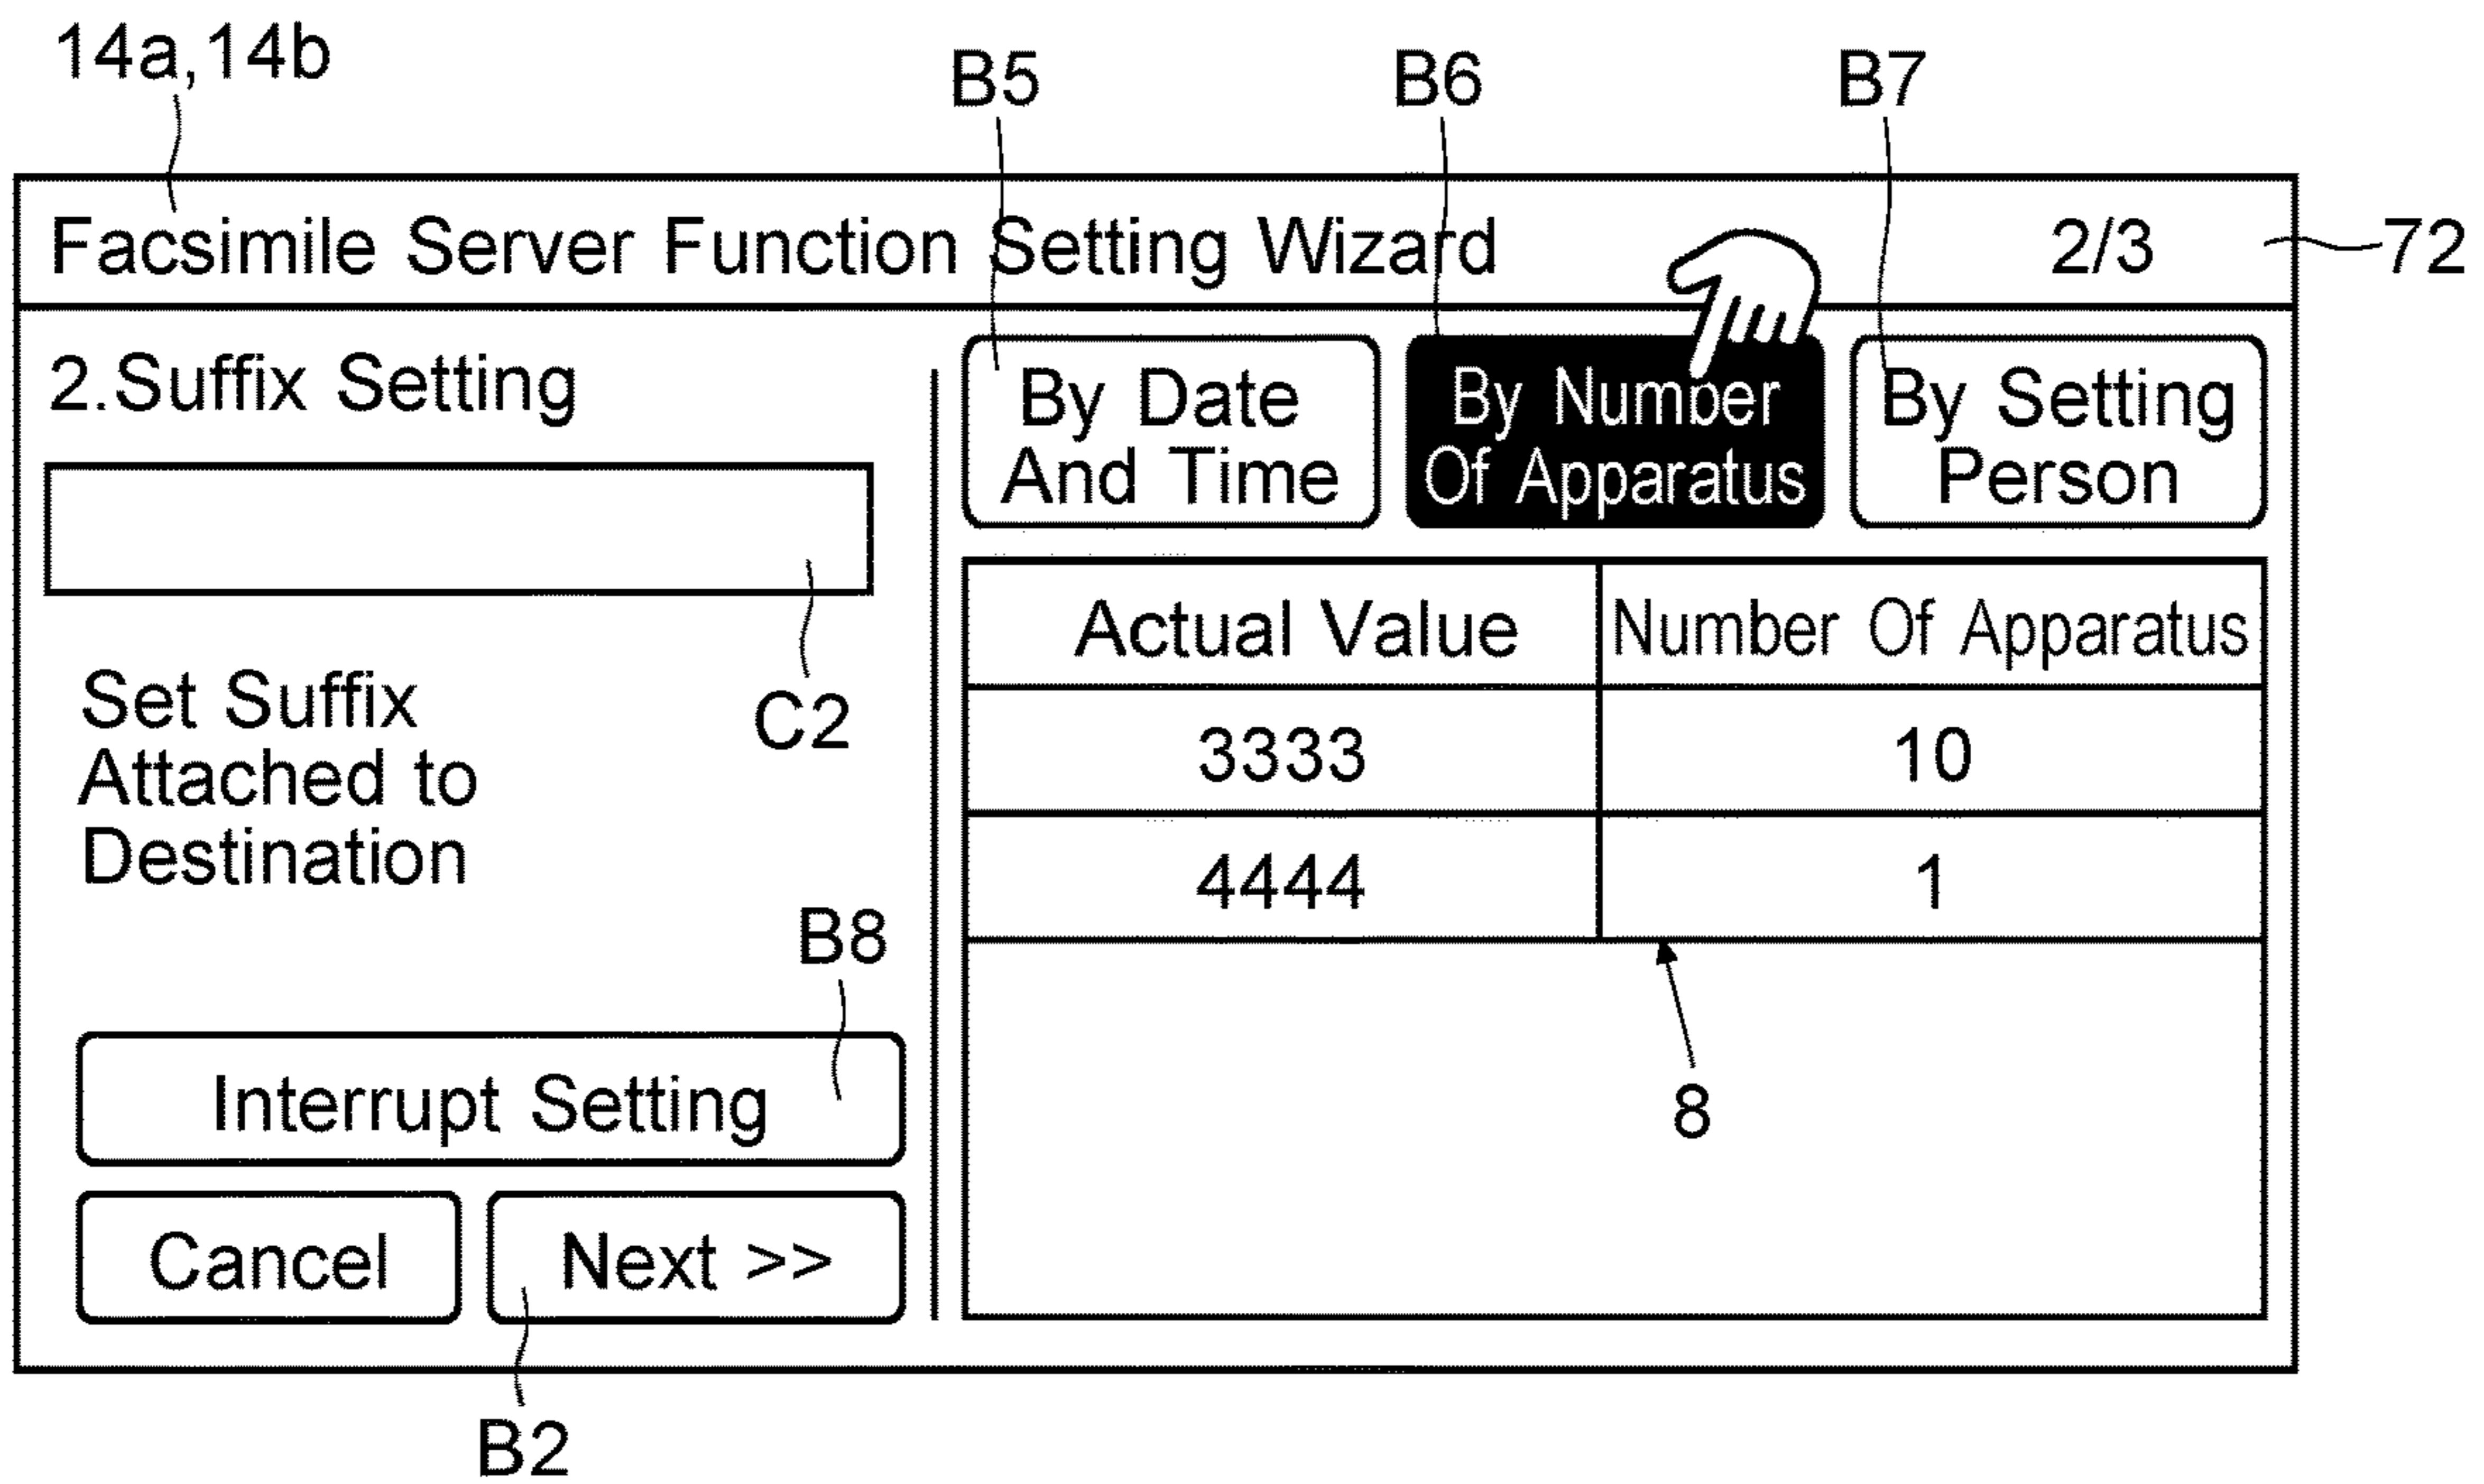 14a,14b
B5
B6
B7
Facsimile Server Function Setting Wizard 2/3
72
2.Suffix Setting
C2
Set Suffix
Attached to
Destination
B8
Interrupt Setting
Cancel
Next >>
B2
By Date
And Time
By Number
Of Apparatus
By Setting
Person
Actual Value Number Of Apparatus
3333 10
4444 1
8